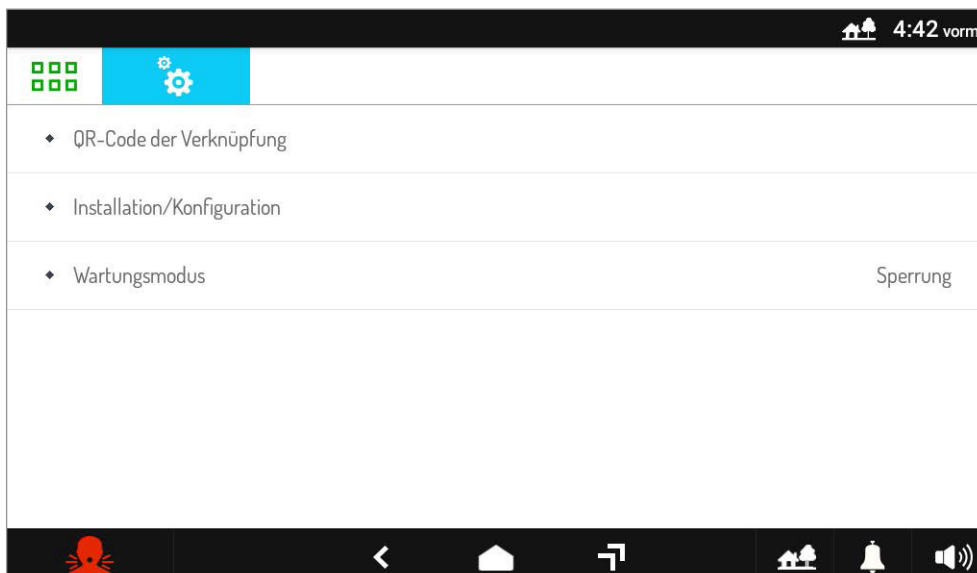 4:42 vorm
QR-Code der Verknüpfung
Installation/Konfiguration
Wartungsmodus Sperrung